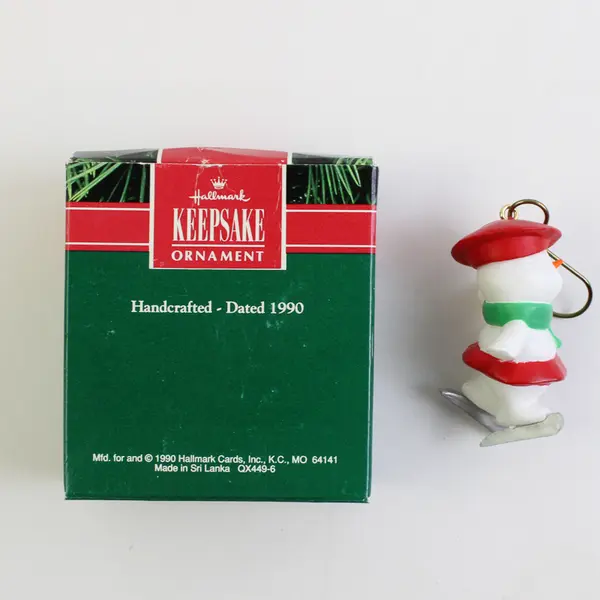 Hallmark
KEEPSAKE
ORNAMENT
Handcrafted - Dated 1990
Mfd. for and © 1990 Hallmark Cards, Inc., K.C., MO 64141
Made in Sri Lanka QX449-6